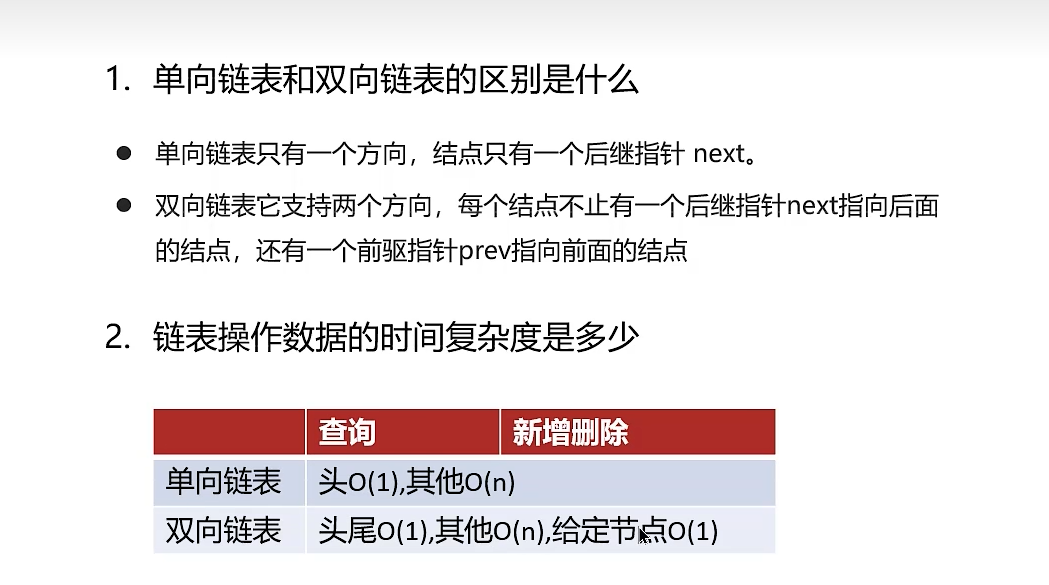 1. 单向链表和双向链表的区别是什么
● 单向链表只有一个方向，结点只有一个后继指针 next。
● 双向链表它支持两个方向，每个结点不止有一个后继指针next指向后面
的结点，还有一个前驱指针prev指向前面的结点
2. 链表操作数据的时间复杂度是多少
查询 新增删除
单向链表 头O(1),其他O(n)
双向链表 头尾O(1),其他O(n),给定节点O(1)